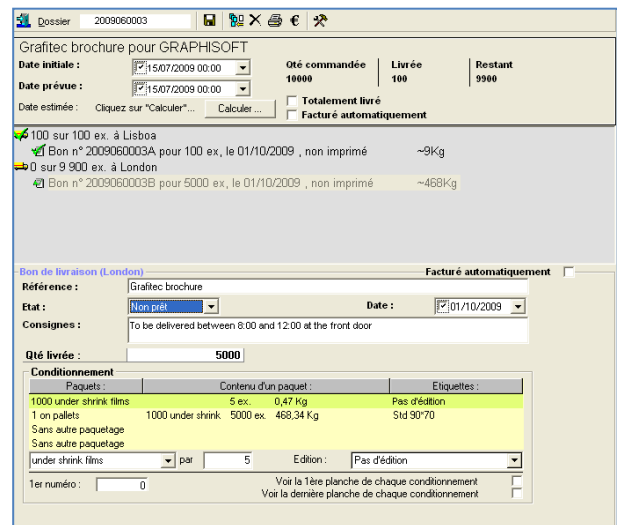 Dossier 2009060003
Grafitec brochure pour GRAPHISOFT
Date initiale : 15/07/2009 00:00 Qté commandée Livrée Restant
10000 100 9900
Date prévue : 15/07/2009 00:00
Date estimée : Cliquez sur "Calculer"... Calculer ... Totalement livré
Facturé automatiquement
100 sur 100 ex. à Lisboa
Bon n° 2009060003A pour 100 ex, le 01/10/2009 , non imprimé ~9Kg
0 sur 9 900 ex. à London
Bon n° 2009060003B pour 5000 ex, le 01/10/2009 , non imprimé ~468Kg
Bon de livraison (London) Facturé automatiquement
Référence : Grafitec brochure
Etat : Non prêt Date : 01/10/2009
Consignes : To be delivered between 8:00 and 12:00 at the front door
Qté livrée : 5000
Conditionnement
Paquets : Contenu d'un paquet : Etiquettes :
1000 under shrink films 5 ex. 0,47 Kg Pas d'édition
1 on pallets 1000 under shrink 5000 ex. 468,34 Kg Std 90*70
Sans autre paquetage
Sans autre paquetage
under shrink films par 5 Edition : Pas d'édition
1er numéro : 0 Voir la 1ère planche de chaque conditionnement
Voir la dernière planche de chaque conditionnement